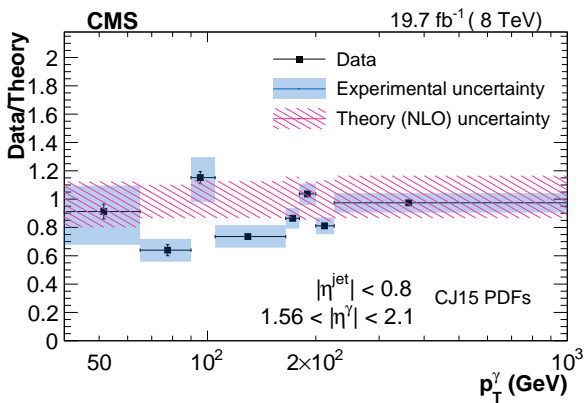 CMS 19.7 fb⁻¹ ( 8 TeV)
Data/Theory
2
1.8
1.6
1.4
1.2
1
0.8
0.6
0.4
0.2
0
Data
Experimental uncertainty
Theory (NLO) uncertainty
|η^jet| < 0.8
CJ15 PDFs
1.56 < |η^γ| < 2.1
50 10² 2×10² 10³
p_T^γ (GeV)